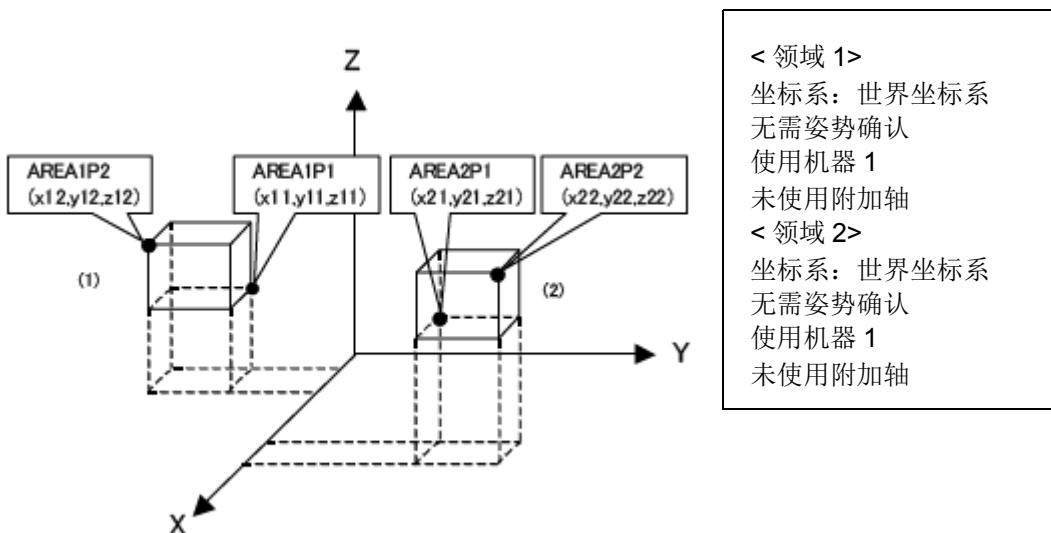 Z
AREA1P2
(x12,y12,z12)
AREA1P1
(x11,y11,z11)
AREA2P1
(x21,y21,z21)
AREA2P2
(x22,y22,z22)
(1)
(2)
Y
X
< 领域 1>
坐标系：世界坐标系
无需姿势确认
使用机器 1
未使用附加轴
< 领域 2>
坐标系：世界坐标系
无需姿势确认
使用机器 1
未使用附加轴